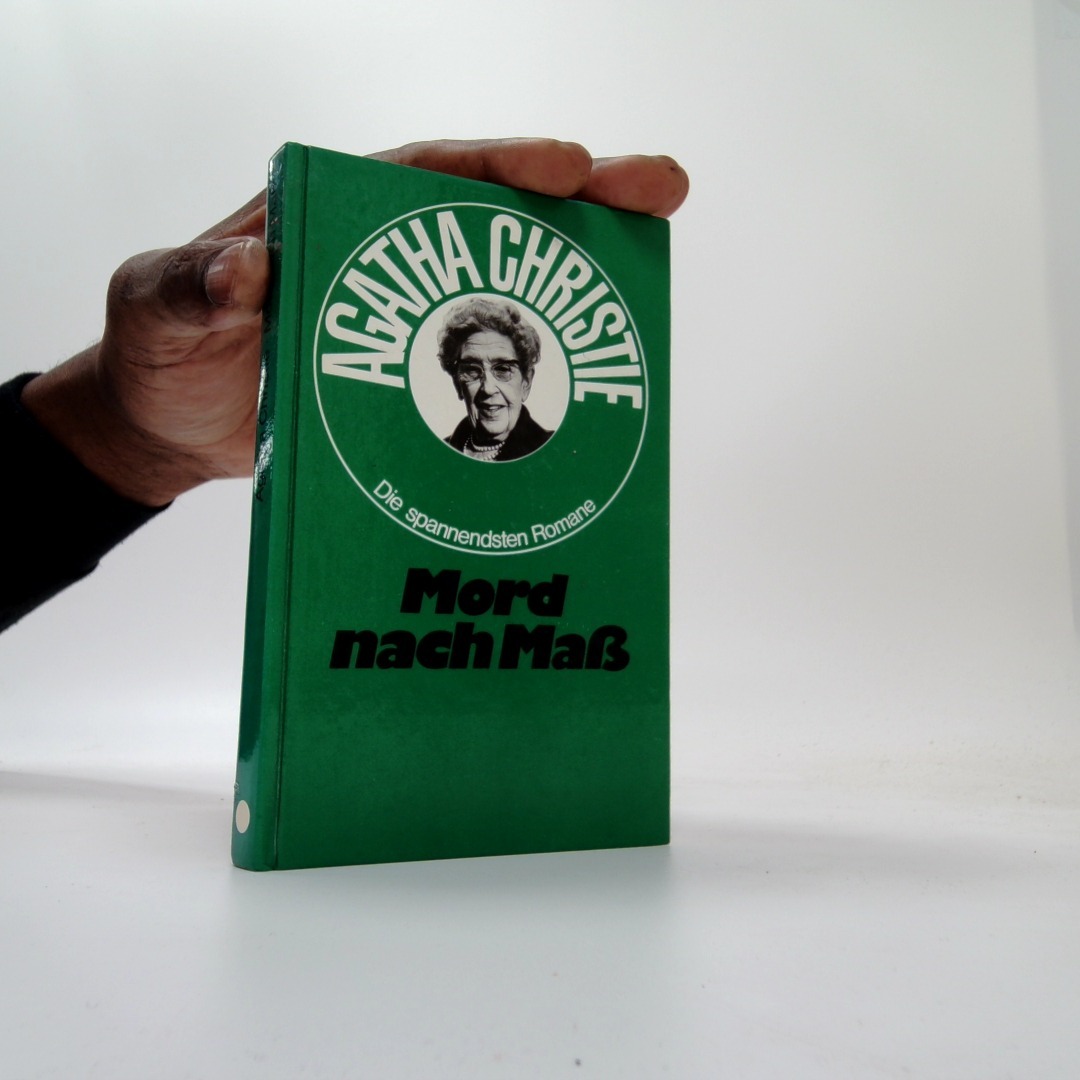 AGATHA CHRISTIE
Die spannendsten Romane
Mord
nach Maß